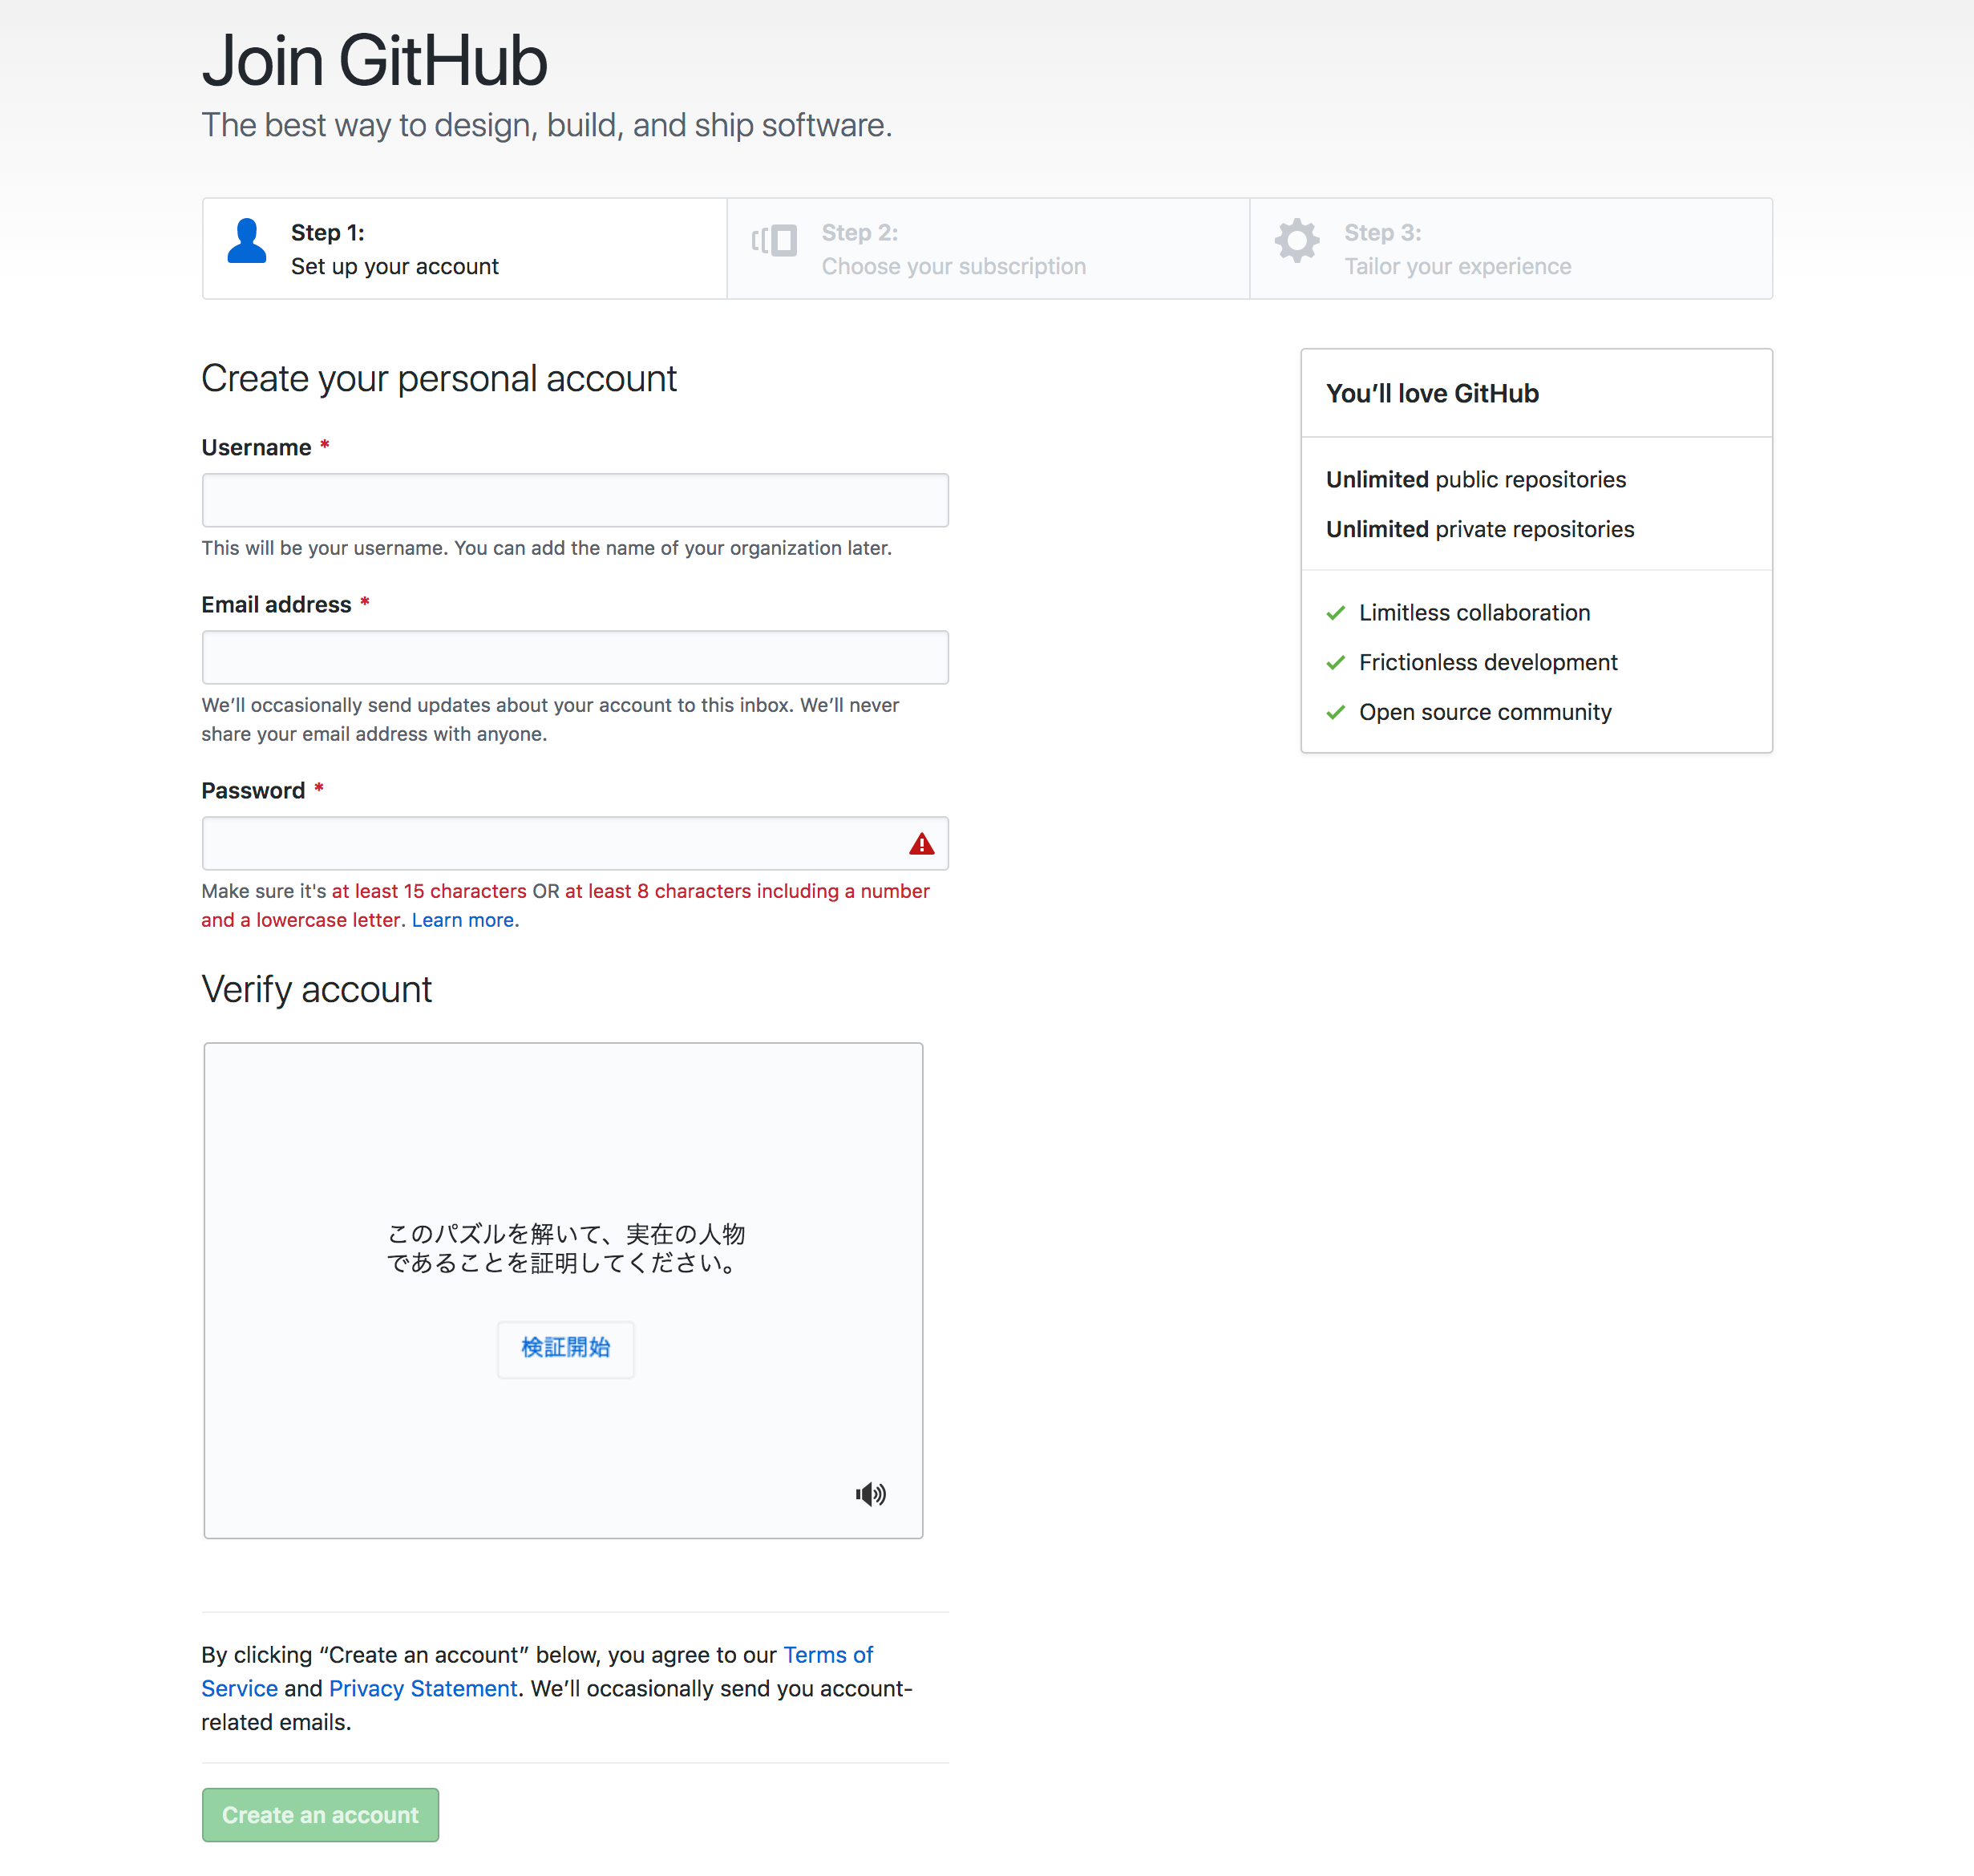 Join GitHub
The best way to design, build, and ship software.
Step 1:
Set up your account
Step 2:
Choose your subscription
Step 3:
Tailor your experience
Create your personal account
Username *
This will be your username. You can add the name of your organization later.
Email address *
We’ll occasionally send updates about your account to this inbox. We’ll never
share your email address with anyone.
Password *
Make sure it's at least 15 characters OR at least 8 characters including a number
and a lowercase letter. Learn more.
Verify account
このパズルを解いて、実在の人物
であることを証明してください。
検証開始
By clicking “Create an account” below, you agree to our Terms of
Service and Privacy Statement. We’ll occasionally send you account-
related emails.
Create an account
You’ll love GitHub
Unlimited public repositories
Unlimited private repositories
Limitless collaboration
Frictionless development
Open source community